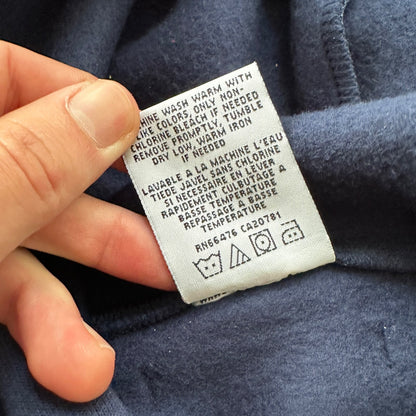 MACHINE WASH WARM WITH
LIKE COLORS, ONLY NON-
CHLORINE BLEACH IF NEEDED
REMOVE PROMPTLY, TUMBLE
DRY LOW, WARM IRON
IF NEEDED
LAVABLE A LA MACHINE L'EAU
TIEDE JAVEL SANS CHLORINE
SI NECESSAIRE EN LEVER
RAPIDEMENT CULBUTAGE A
BASSE TEMPERATURE
REPASSAGE A BASSE
TEMPERATURE.
RN56476 CA20781